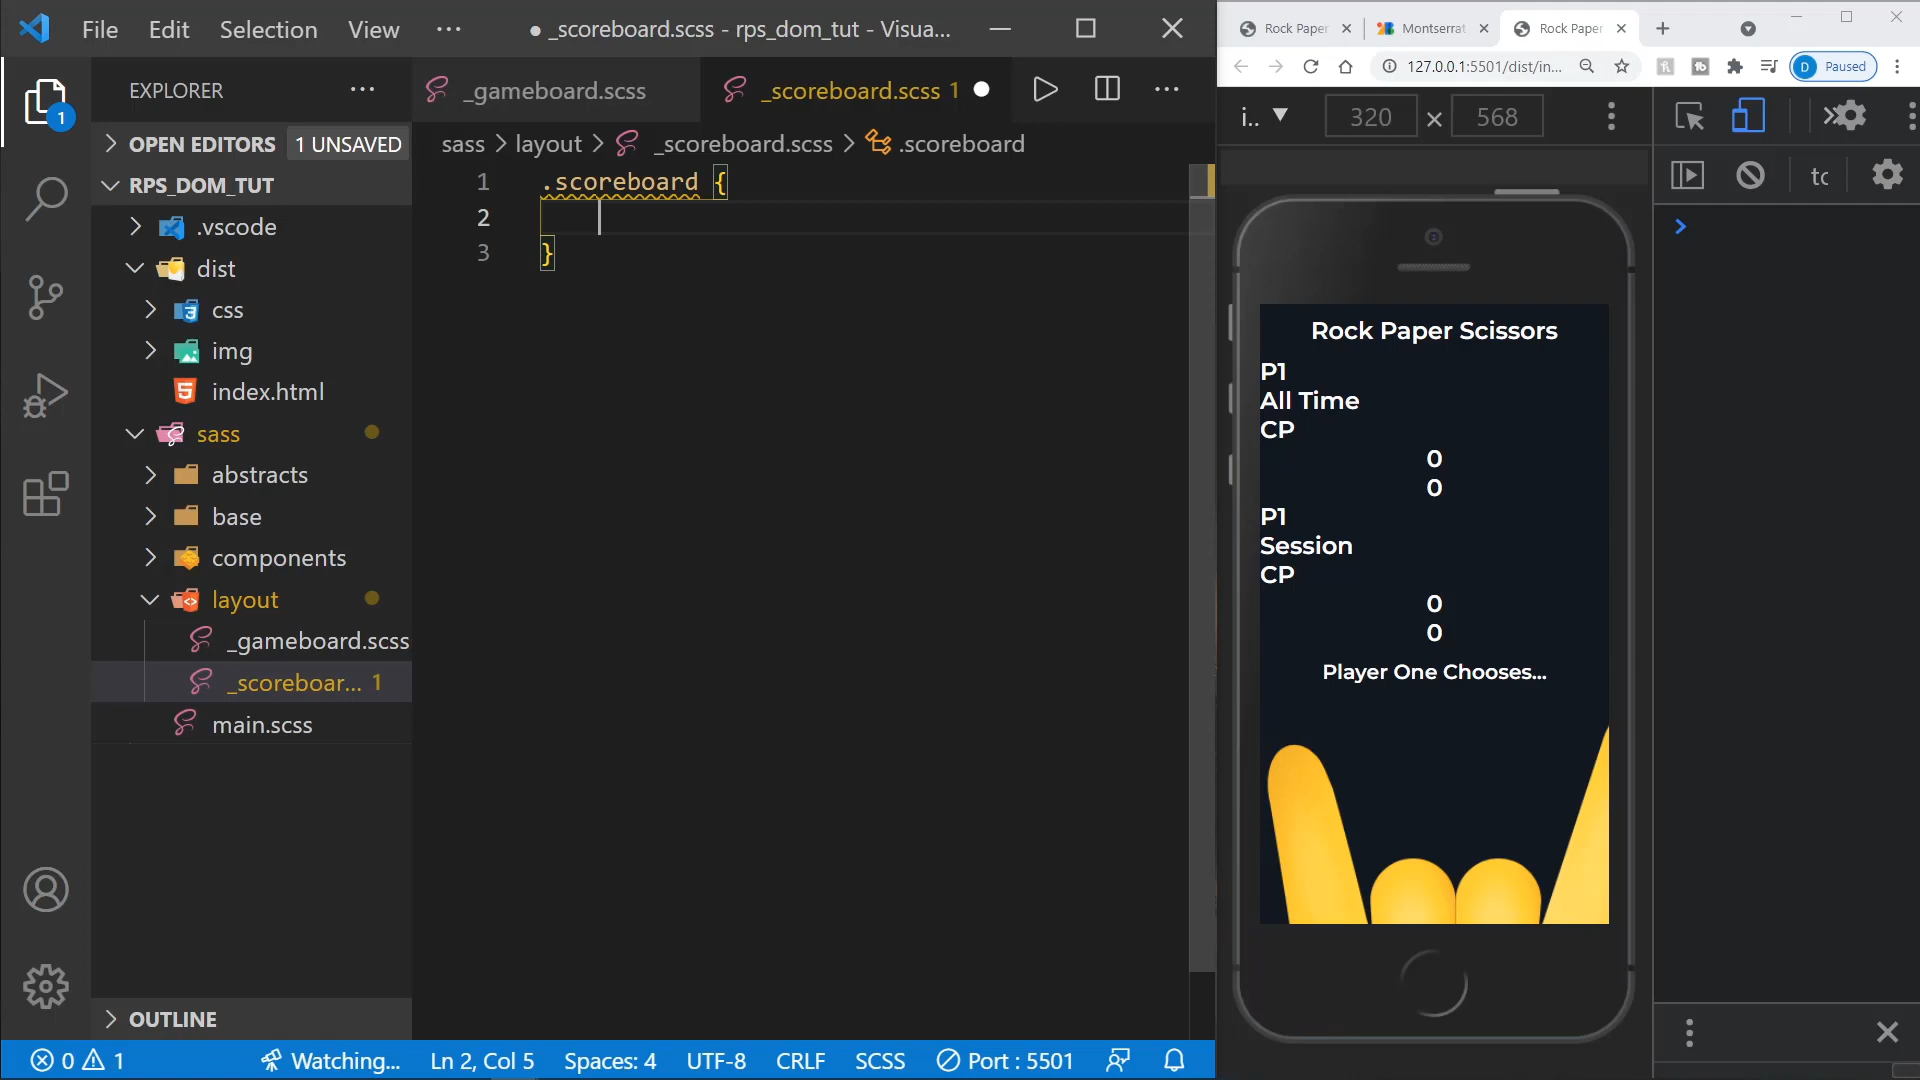 File Edit Selection View ··· ● _scoreboard.scss - rps_dom_tut - Visua...
EXPLORER ···
OPEN EDITORS 1 UNSAVED
RPS_DOM_TUT
.vscode
dist
css
img
index.html
sass
abstracts
base
components
layout
_gameboard.scss
_scoreboar... 1
main.scss
OUTLINE
1
_gameboard.scss
_scoreboard.scss 1
sass > layout > _scoreboard.scss > .scoreboard
1 .scoreboard {
2
3 }
0 1 Watching... Ln 2, Col 5 Spaces: 4 UTF-8 CRLF SCSS Port : 5501
Rock Paper
Montserrat
Rock Paper
127.0.0.1:5501/dist/in...
D Paused
i.. 320 × 568
Rock Paper Scissors
P1
All Time
CP
0
0
P1
Session
CP
0
0
Player One Chooses...
tc